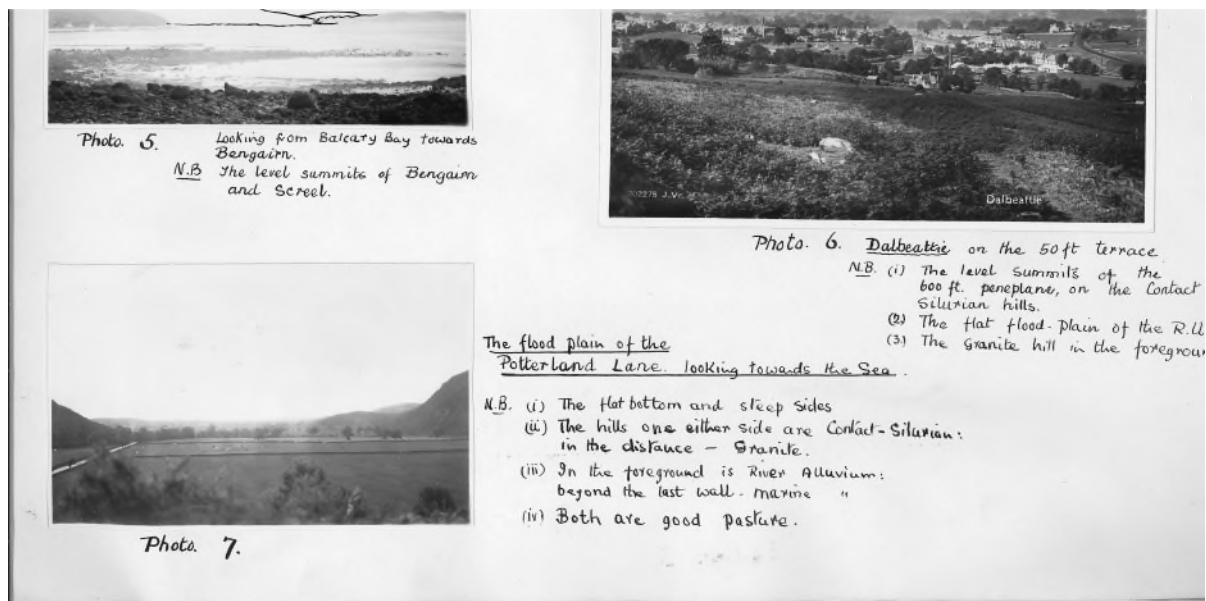 Photo. 5.
Looking from Balcary Bay towards
Bengairn.
N.B The level summits of Bengairn
and Screel.
202278 J.V.
Dalbeattie
Photo. 6. Dalbeattie on the 50ft terrace
N.B. (i) The level summits of the
600 ft. peneplane, on the Contact
Silurian hills.
(2) The flat flood-Plain of the R.U
(3.) The Granite hill in the foregroun
The flood plain of the
Potterland Lane. looking towards the Sea.
N.B. (i) The flat bottom and steep sides
(ii) The hills one either side are Contact-Silurian:
in the distance – Granite.
(iii) In the foreground is River Alluvium:
beyond the last wall - marine "
(iv) Both are good pasture.
Photo. 7.